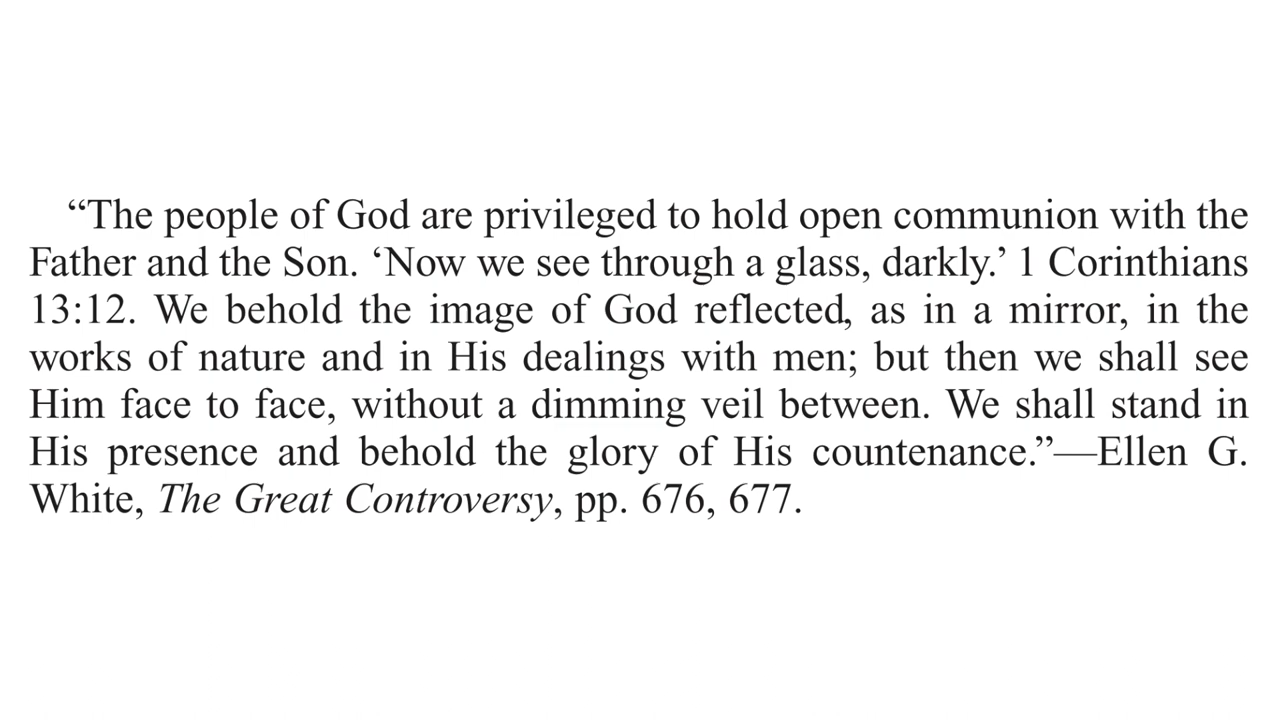 “The people of God are privileged to hold open communion with the
Father and the Son. ‘Now we see through a glass, darkly.’ 1 Corinthians
13:12. We behold the image of God reflected, as in a mirror, in the
works of nature and in His dealings with men; but then we shall see
Him face to face, without a dimming veil between. We shall stand in
His presence and behold the glory of His countenance.”—Ellen G.
White, The Great Controversy, pp. 676, 677.